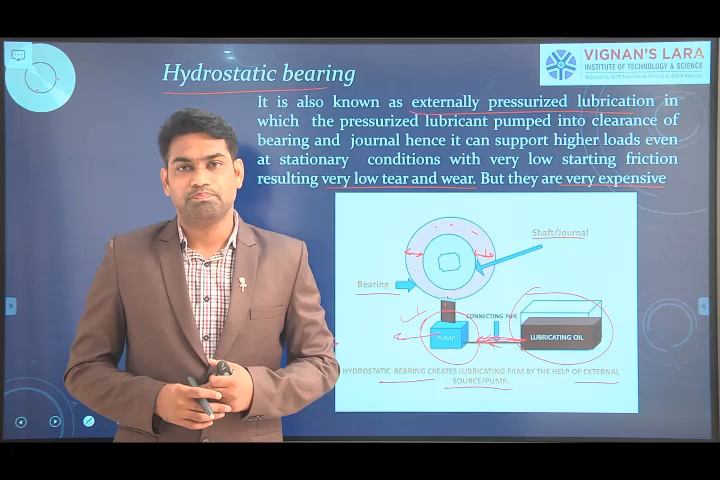 Hydrostatic bearing
VIGNAN'S LARA
INSTITUTE OF TECHNOLOGY & SCIENCE
It is also known as externally pressurized lubrication in
which the pressurized lubricant pumped into clearance of
bearing and journal hence it can support higher loads even
at stationary conditions with very low starting friction
resulting very low tear and wear. But they are very expensive
Shaft/Journal
Bearing
CONNECTING PIPE
PUMP
LUBRICATING OIL
HYDROSTATIC BEARING CREATES LUBRICATING FILM BY THE HELP OF EXTERNAL
SOURCE/PUMP.